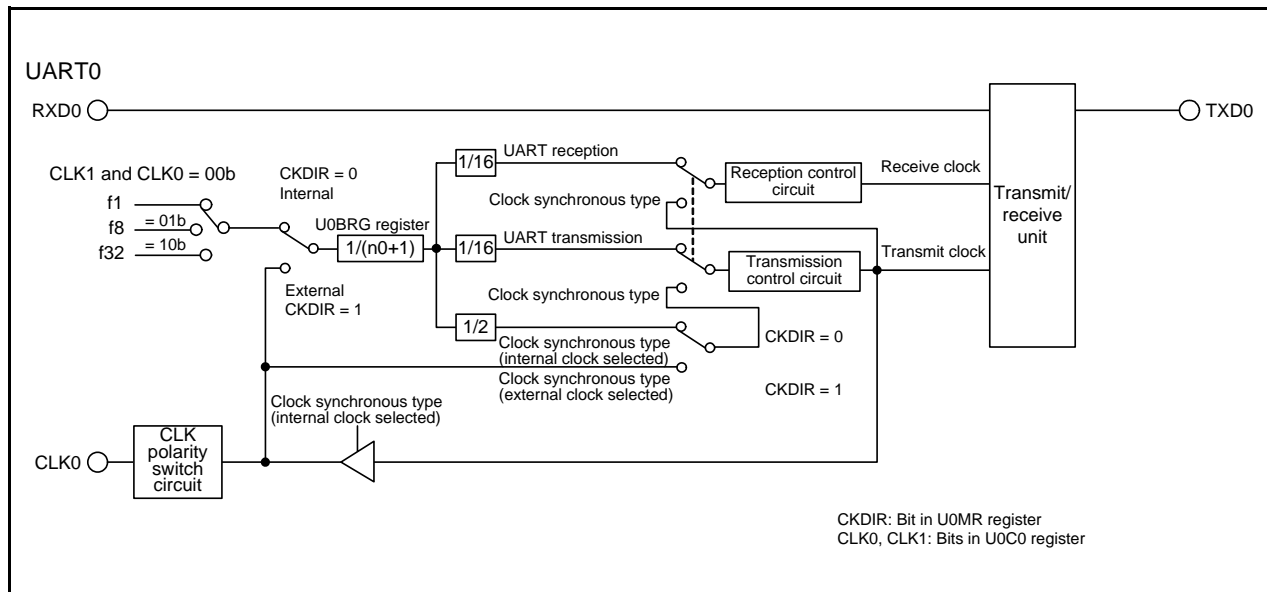 UART0
RXD0
TXD0
CLK1 and CLK0 = 00b
f1
f8
= 01b
f32
= 10b
CKDIR = 0
Internal
External
CKDIR = 1
U0BRG register
1/(n0+1)
1/16
UART reception
Clock synchronous type
1/16
UART transmission
Clock synchronous type
1/2
Clock synchronous type
(internal clock selected)
Clock synchronous type
(external clock selected)
CKDIR = 0
CKDIR = 1
Reception control
circuit
Receive clock
Transmission
control circuit
Transmit clock
Transmit/
receive
unit
Clock synchronous type
(internal clock selected)
CLK0
CLK
polarity
switch
circuit
CKDIR: Bit in U0MR register
CLK0, CLK1: Bits in U0C0 register